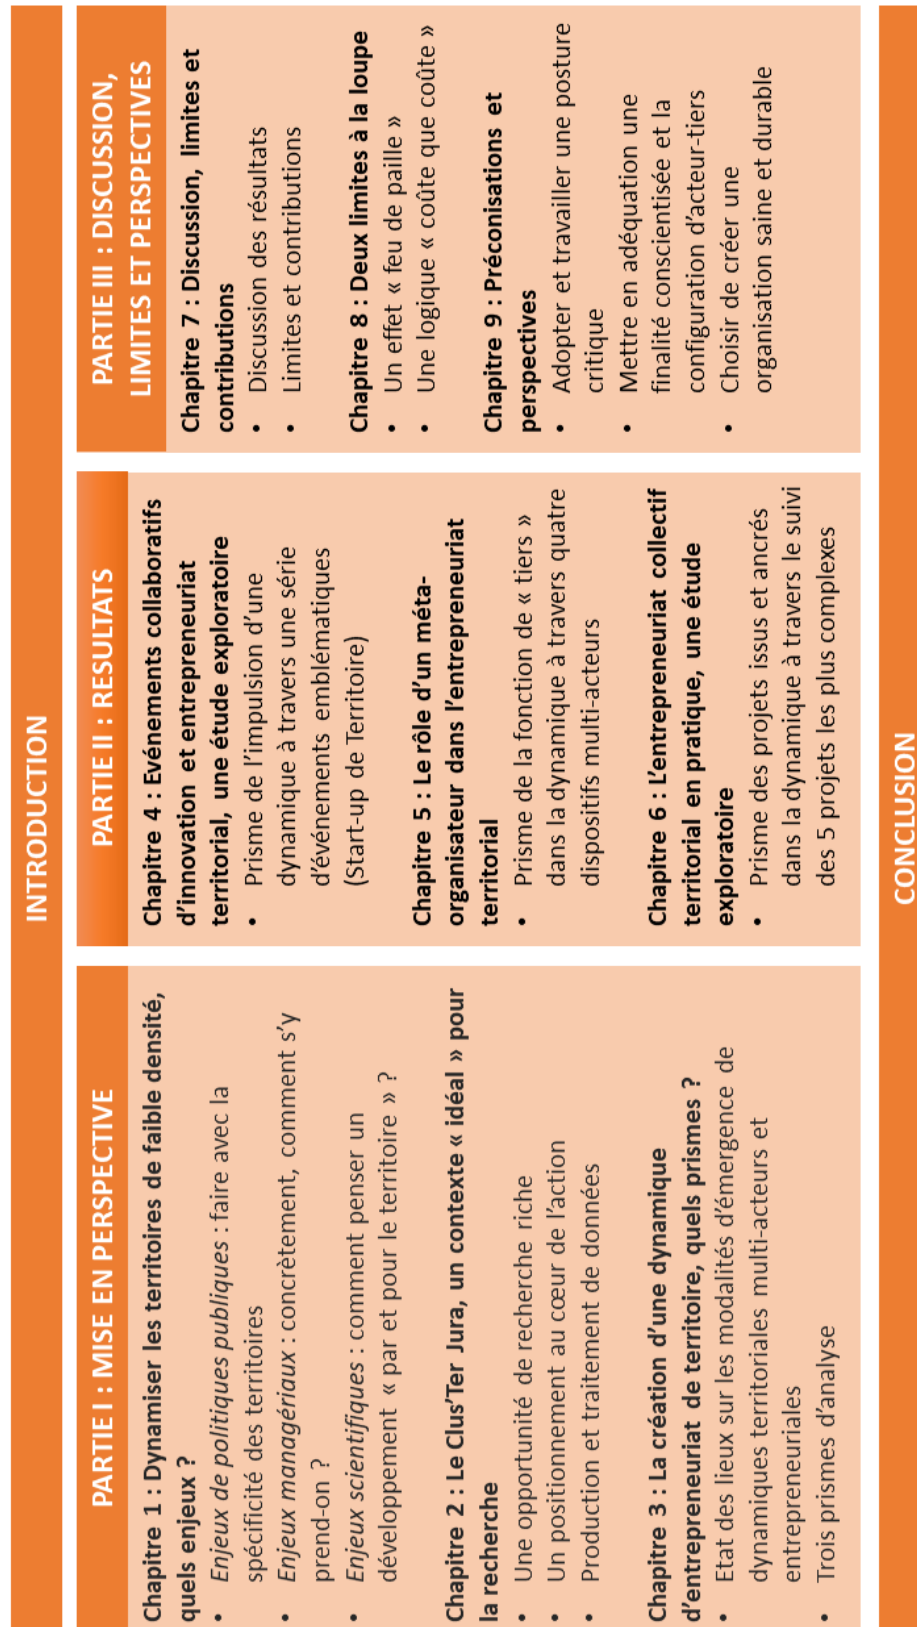 INTRODUCTION
PARTIE I : MISE EN PERSPECTIVE
Chapitre 1 : Dynamiser les territoires de faible densité,
quels enjeux ?
• Enjeux de politiques publiques : faire avec la
spécificité des territoires
• Enjeux managériaux : concrètement, comment s’y
prend-on ?
• Enjeux scientifiques : comment penser un
développement « par et pour le territoire » ?
Chapitre 2 : Le Clus’Ter Jura, un contexte « idéal » pour
la recherche
• Une opportunité de recherche riche
• Un positionnement au cœur de l’action
• Production et traitement de données
Chapitre 3 : La création d’une dynamique
d’entrepreneuriat de territoire, quels prismes ?
• Etat des lieux sur les modalités d’émergence de
dynamiques territoriales multi-acteurs et
entrepreneuriales
• Trois prismes d’analyse
PARTIE II : RESULTATS
Chapitre 4 : Evénements collaboratifs
d’innovation et entrepreneuriat
territorial, une étude exploratoire
• Prisme de l’impulsion d’une
dynamique à travers une série
d’événements emblématiques
(Start-up de Territoire)
Chapitre 5 : Le rôle d’un méta-
organisateur dans l’entrepreneuriat
territorial
• Prisme de la fonction de « tiers »
dans la dynamique à travers quatre
dispositifs multi-acteurs
Chapitre 6 : L’entrepreneuriat collectif
territorial en pratique, une étude
exploratoire
• Prisme des projets issus et ancrés
dans la dynamique à travers le suivi
des 5 projets les plus complexes
PARTIE III : DISCUSSION,
LIMITES ET PERSPECTIVES
Chapitre 7 : Discussion, limites et
contributions
• Discussion des résultats
• Limites et contributions
Chapitre 8 : Deux limites à la loupe
• Un effet « feu de paille »
• Une logique « coûte que coûte »
Chapitre 9 : Préconisations et
perspectives
• Adopter et travailler une posture
critique
• Mettre en adéquation une
finalité conscientisée et la
configuration d’acteur-tiers
• Choisir de créer une
organisation saine et durable
CONCLUSION